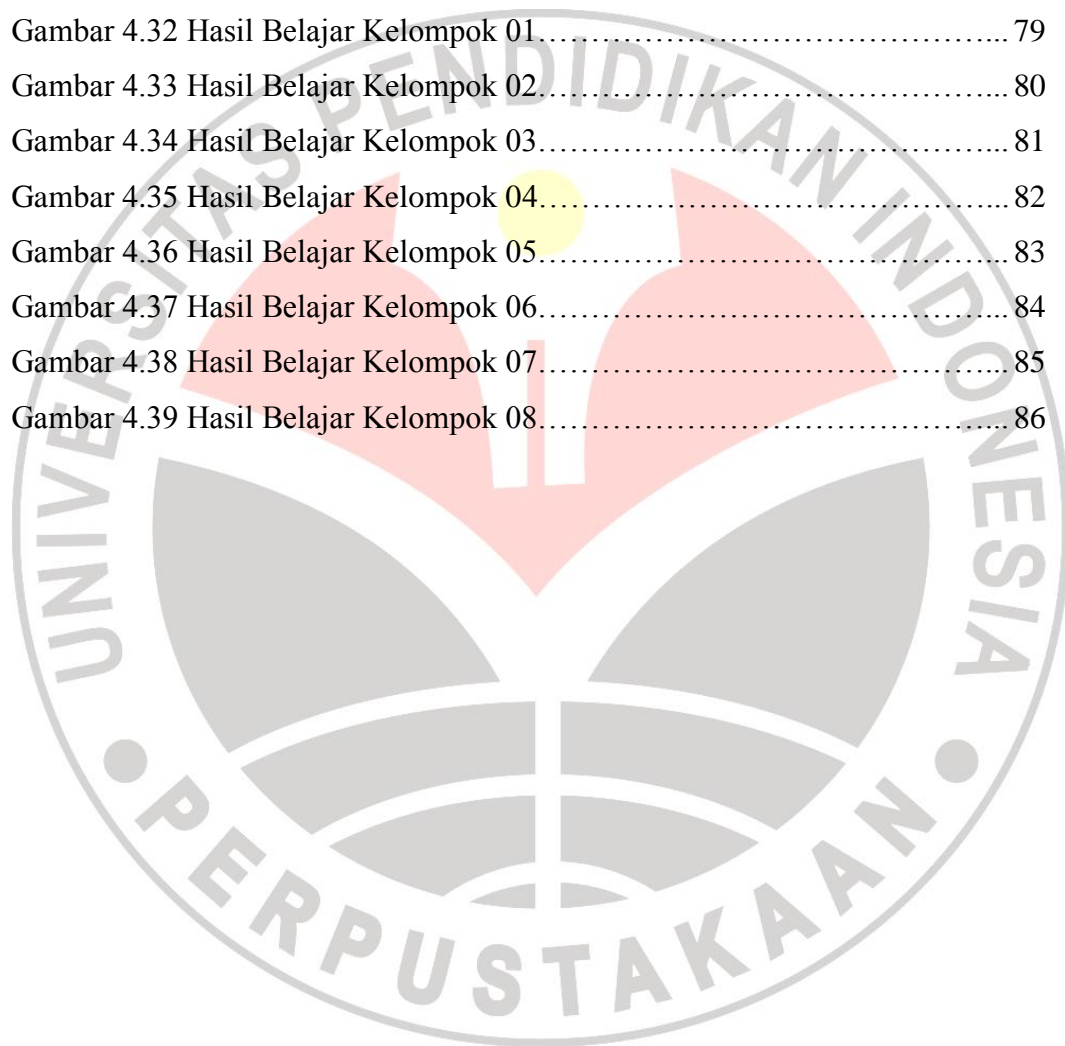 Gambar 4.32 Hasil Belajar Kelompok 01………………………………………... 79
Gambar 4.33 Hasil Belajar Kelompok 02………………………………………... 80
Gambar 4.34 Hasil Belajar Kelompok 03………………………………………... 81
Gambar 4.35 Hasil Belajar Kelompok 04………………………………………... 82
Gambar 4.36 Hasil Belajar Kelompok 05……………………………………….. 83
Gambar 4.37 Hasil Belajar Kelompok 06……………………………………….. 84
Gambar 4.38 Hasil Belajar Kelompok 07……………………………………….. 85
Gambar 4.39 Hasil Belajar Kelompok 08……………………………………….. 86
UNIVERSITAS PENDIDIKAN INDONESIA
PERPUSTAKAAN